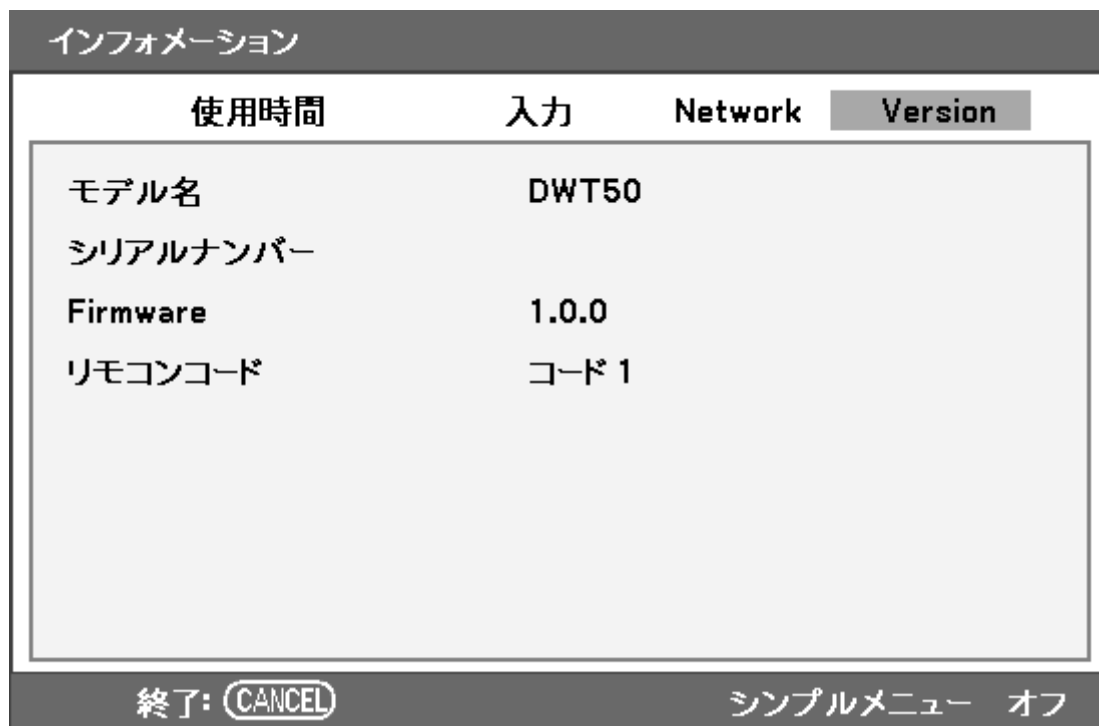 インフォメーション
使用時間 入力 Network Version
モデル名 DWT50
シリアルナンバー
Firmware 1.0.0
リモコンコード コード 1
終了: CANCEL シンプルメニュー オフ